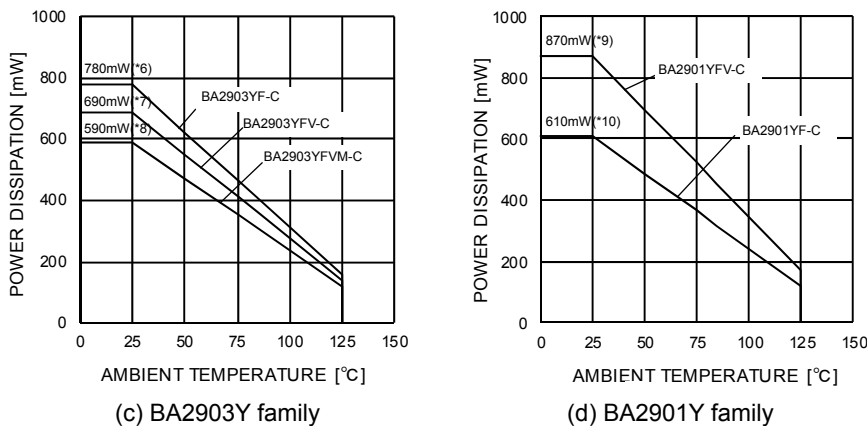 POWER DISSIPATION [mW]
1000
800
600
400
200
0
780mW(*6)
690mW(*7)
590mW(*8)
BA2903YF-C
BA2903YFV-C
BA2903YFVM-C
0 25 50 75 100 125 150
AMBIENT TEMPERATURE [°C]
(c) BA2903Y family
POWER DISSIPATION [mW]
1000
800
600
400
200
0
870mW(*9)
610mW(*10)
BA2901YFV-C
BA2901YF-C
0 25 50 75 100 125 150
AMBIENT TEMPERATURE [°C]
(d) BA2901Y family